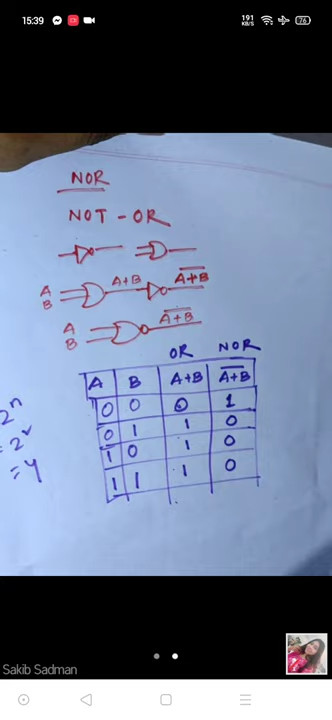 15:39
191
KB/S
76
NOR
NOT - OR
A
B
A+B
A+B
A
B
A+B
OR NOR
A B A+B A+B
0 0 0 1
0 1 1 0
1 0 1 0
1 1 1 0
2ⁿ
= 2²
= 4
Sakib Sadman